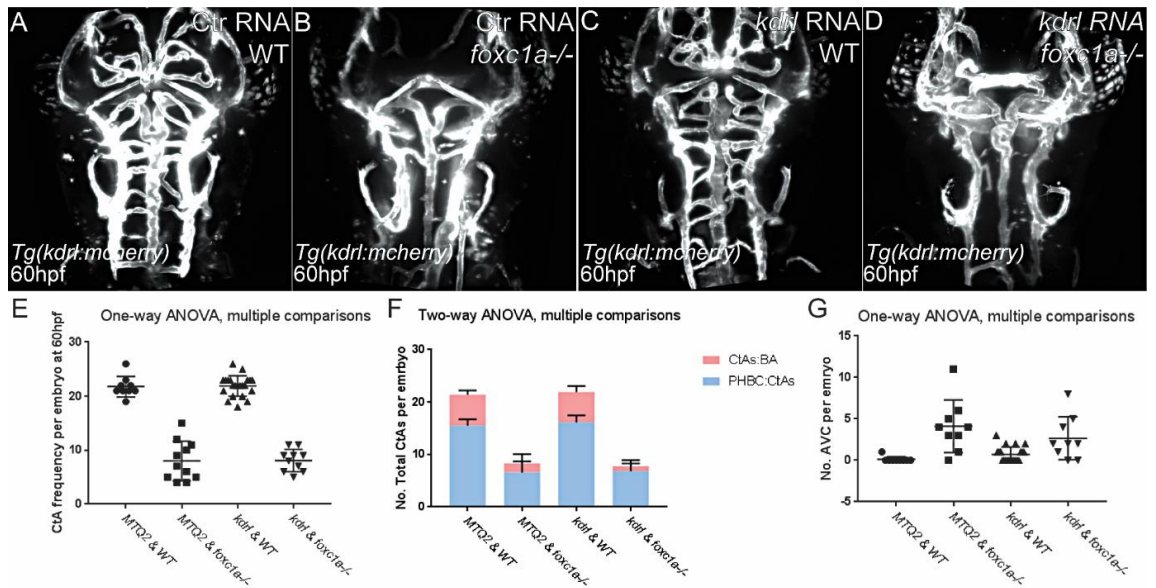 A
Ctr RNA
WT
Tg(kdrl:mcherry)
60hpf
B
Ctr RNA
foxc1a-/-
Tg(kdrl:mcherry)
60hpf
C
kdrl RNA
WT
Tg(kdrl:mcherry)
60hpf
D
kdrl RNA
foxc1a-/-
Tg(kdrl:mcherry)
60hpf
E
One-way ANOVA, multiple comparisons
CtA frequency per embryo at 60hpf
30
20
10
0
MTQ2 & WT
MTQ2 & foxc1a-/-
kdrl & WT
kdrl & foxc1a-/-
F
Two-way ANOVA, multiple comparisons
No. Total CtAs per emrbyo
30
20
10
0
MTQ2 & WT
MTQ2 & foxc1a-/-
kdrl & WT
kdrl & foxc1a-/-
CtAs:BA
PHBC:CtAs
G
One-way ANOVA, multiple comparisons
No. AVC per emryo
15
10
5
0
-5
MTQ2 & WT
MTQ2 & foxc1a-/-
kdrl & WT
kdrl & foxc1a-/-